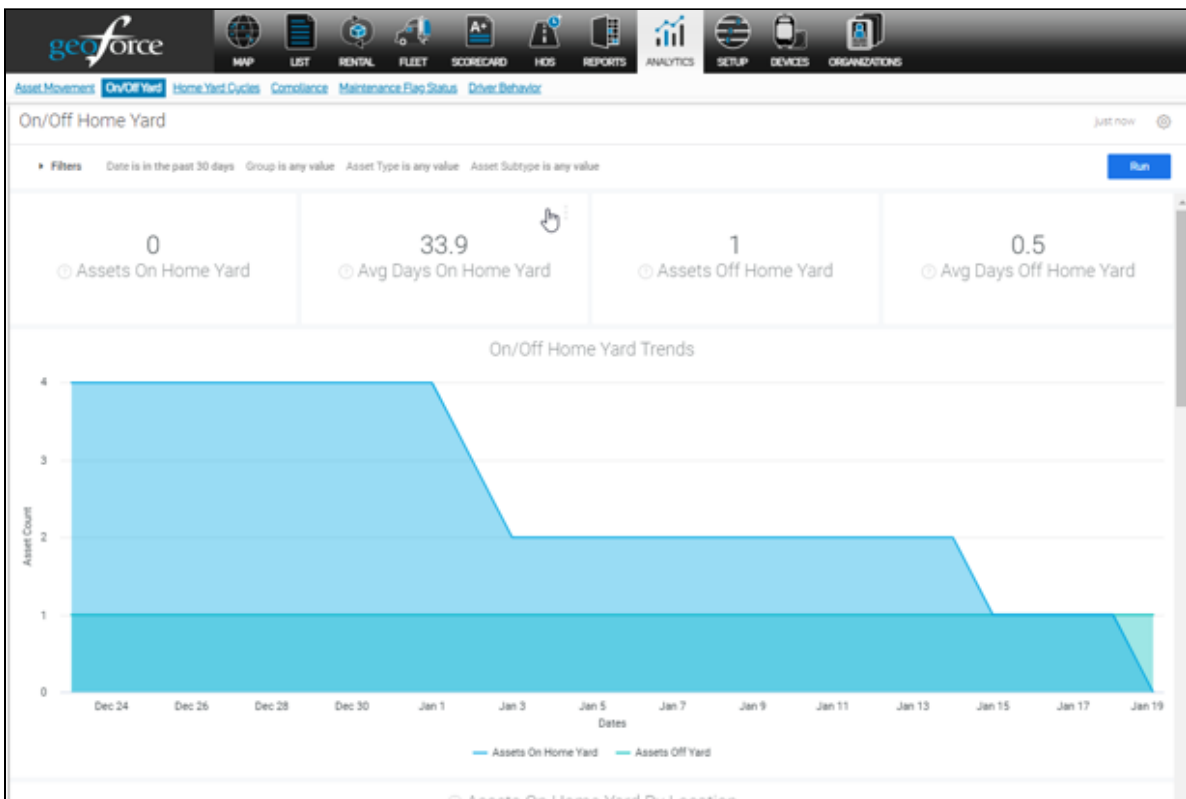 geoforce
MAP LIST RENTAL FLEET SCORECARD HOS REPORTS ANALYTICS SETUP DEVICES ORGANIZATIONS
Asset Movement On/Off Yard Home Yard Cycles Compliance Maintenance Flag Status Driver Behavior
On/Off Home Yard just now
Filters Date is in the past 30 days Group is any value Asset Type is any value Asset Subtype is any value Run
0 33.9 1 0.5
Assets On Home Yard Avg Days On Home Yard Assets Off Home Yard Avg Days Off Home Yard
On/Off Home Yard Trends
4
3
Asset Count
2
1
0
Dec 24 Dec 26 Dec 28 Dec 30 Jan 1 Jan 3 Jan 5 Jan 7 Jan 9 Jan 11 Jan 13 Jan 15 Jan 17 Jan 19
Dates
Assets On Home Yard Assets Off Yard
Assets On Home Yard By Location